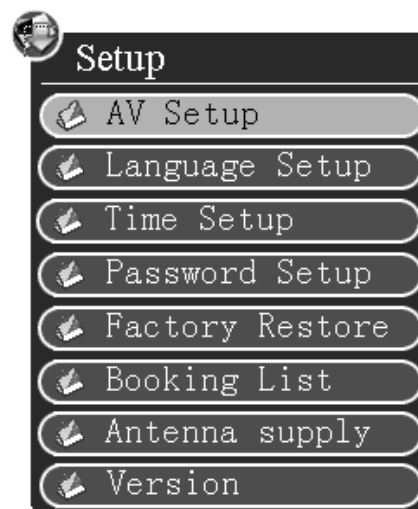 Setup
AV Setup
Language Setup
Time Setup
Password Setup
Factory Restore
Booking List
Antenna supply
Version